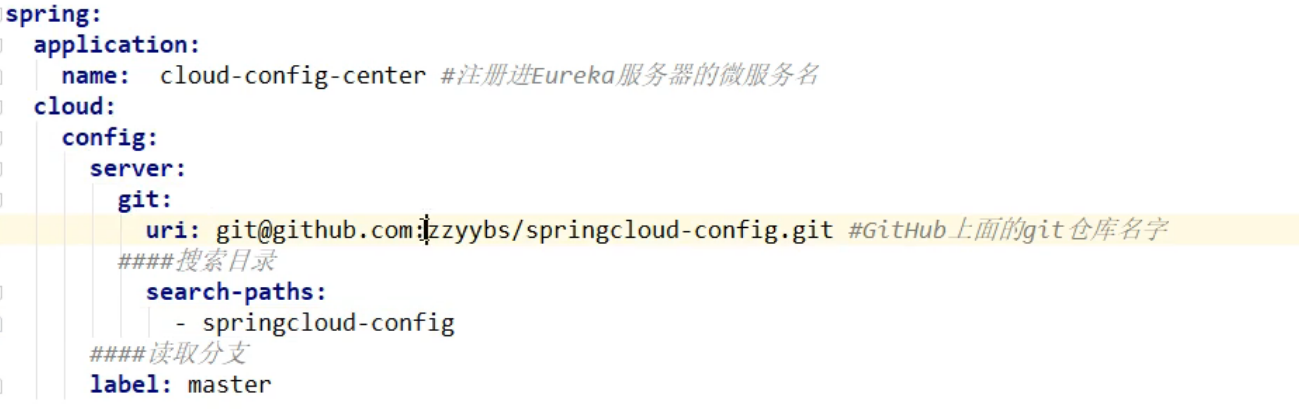 spring:
  application:
    name:  cloud-config-center #注册进Eureka服务器的微服务名
  cloud:
    config:
      server:
        git:
          uri: git@github.com:zzyybs/springcloud-config.git #GitHub上面的git仓库名字
        ####搜索目录
          search-paths:
            - springcloud-config
      ####读取分支
      label: master